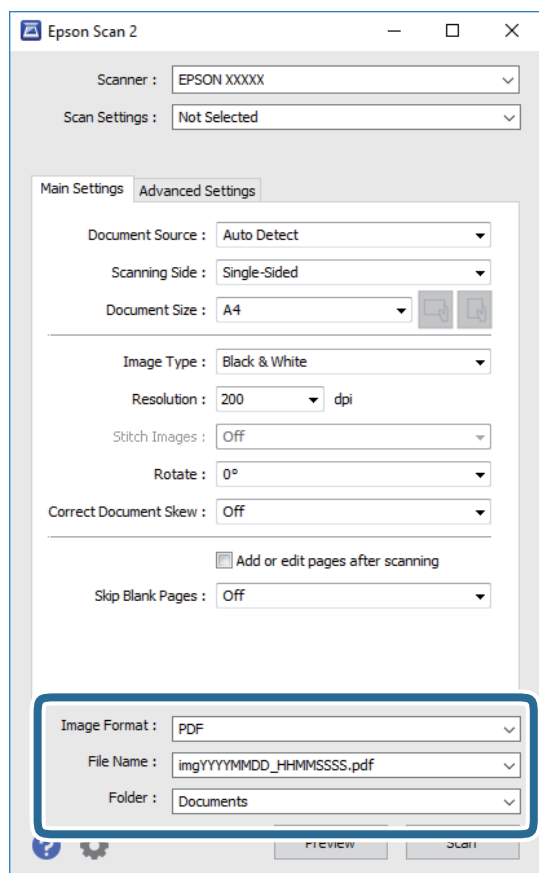 Epson Scan 2
Scanner : EPSON XXXXX
Scan Settings : Not Selected
Main Settings Advanced Settings
Document Source : Auto Detect
Scanning Side : Single-Sided
Document Size : A4
Image Type : Black & White
Resolution : 200 dpi
Stitch Images : Off
Rotate : 0°
Correct Document Skew : Off
Add or edit pages after scanning
Skip Blank Pages : Off
Image Format : PDF
File Name : imgYYYYMMDD_HHMMSSSS.pdf
Folder : Documents
? Preview Scan